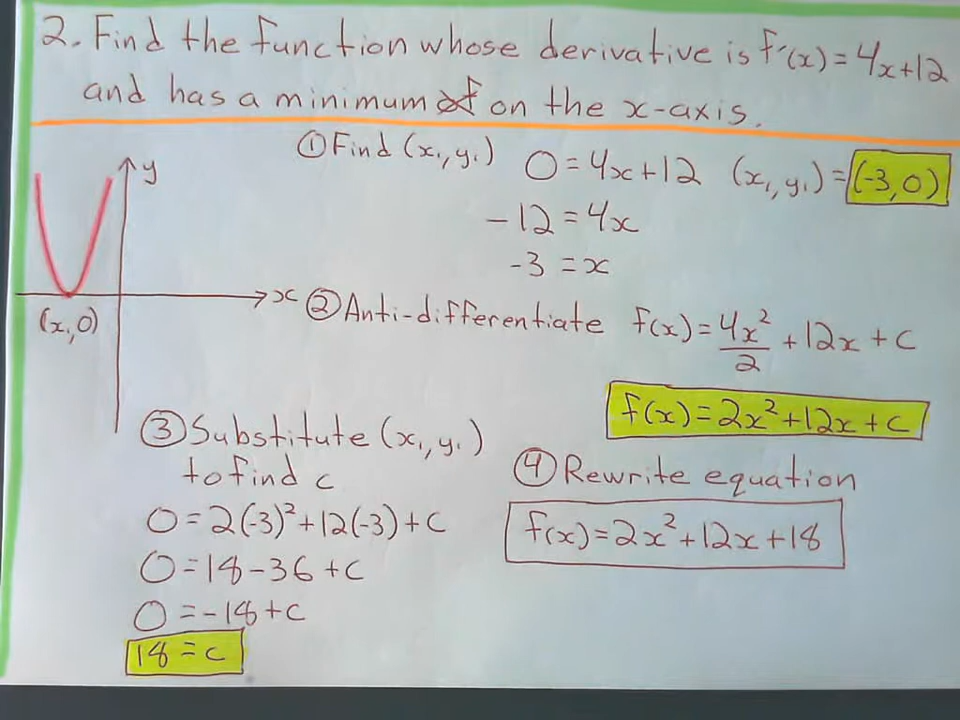 2. Find the function whose derivative is f'(x) = 4x+12
and has a minimum on the x-axis.
① Find (x₁, y₁) 0 = 4x+12 (x₁, y₁) = (-3, 0)
-12 = 4x
-3 = x
y
x
(x, 0)
② Anti-differentiate f(x) = 4x²/2 + 12x + c
f(x) = 2x² + 12x + c
③ Substitute (x₁, y₁)
to find c
0 = 2(-3)² + 12(-3) + c
0 = 18 - 36 + c
0 = -18 + c
18 = c
④ Rewrite equation
f(x) = 2x² + 12x + 18